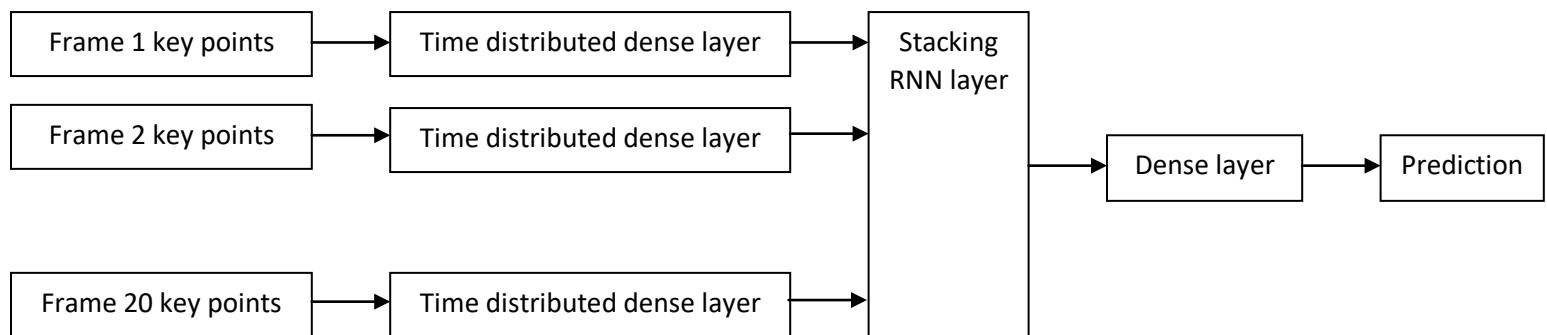 Frame 1 key points
Time distributed dense layer
Stacking
RNN layer
Frame 2 key points
Time distributed dense layer
Dense layer
Prediction
Frame 20 key points
Time distributed dense layer